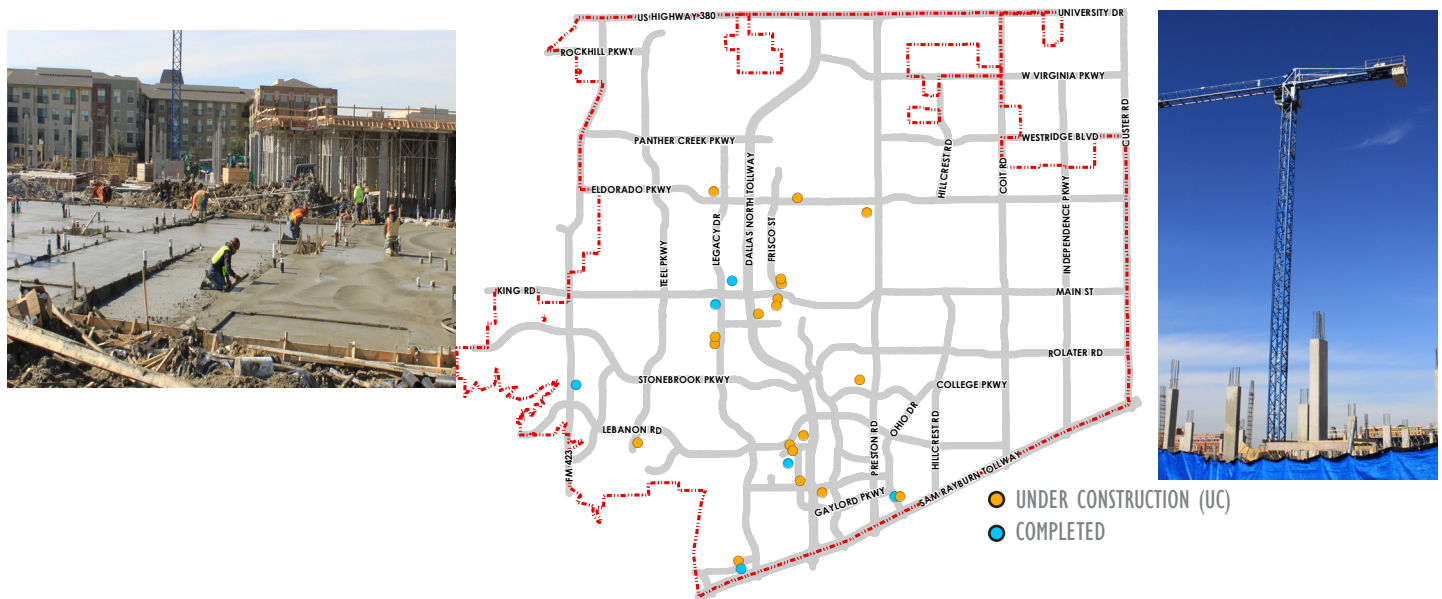 US HIGHWAY 380
UNIVERSITY DR
ROCKHILL PKWY
W VIRGINIA PKWY
CUSTER RD
PANTHER CREEK PKWY
WESTRIDGE BLVD
HILLCREST RD
COIT RD
ELDORADO PKWY
INDEPENDENCE PKWY
DALLAS NORTH TOLLWAY
LEGACY DR
FRISCO ST
TEEL PKWY
KING RD
MAIN ST
ROLATER RD
STONEBROOK PKWY
COLLEGE PKWY
OHIO DR
LEBANON RD
HILLCREST RD
PRESTON RD
FM 423
SAM RAYBURN TOLLWAY
GAYLORD PKWY
UNDER CONSTRUCTION (UC)
COMPLETED